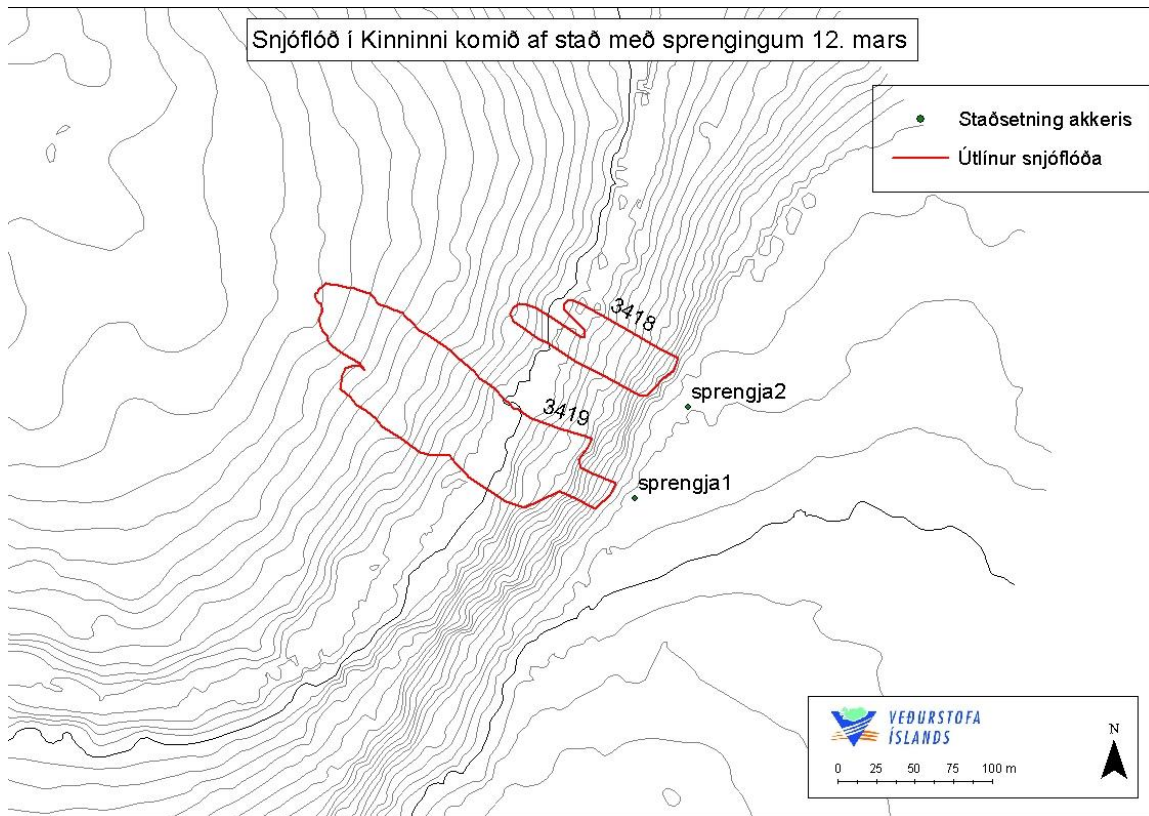 Snjóflóð í Kinninni komið af stað með sprengingum 12. mars
Staðsetning akkeris
Útlínur snjóflóða
3418
sprengja2
3419
sprengja1
VEÐURSTOFA
ÍSLANDS
N
0 25 50 75 100 m